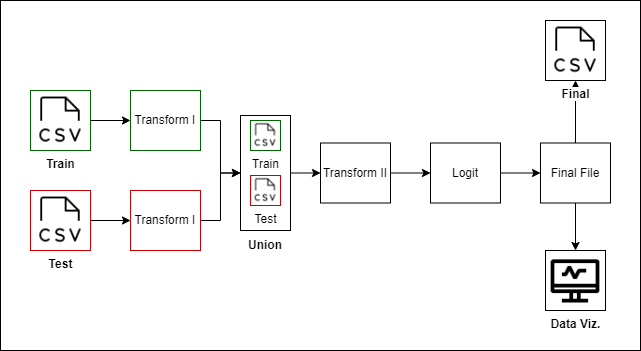 CSV
Final
CSV
Train
Transform I
CSV
Train
CSV
Test
Union
Transform II
Logit
Final File
CSV
Test
Transform I
Data Viz.